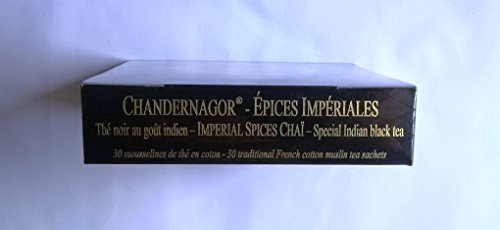 CHANDERNAGOR® - ÉPICES IMPÉRIALES
Thé noir au goût indien – IMPERIAL SPICES CHAÏ – Special Indian black tea
30 mousselines de thé en coton - 30 traditional French cotton muslin tea sachets